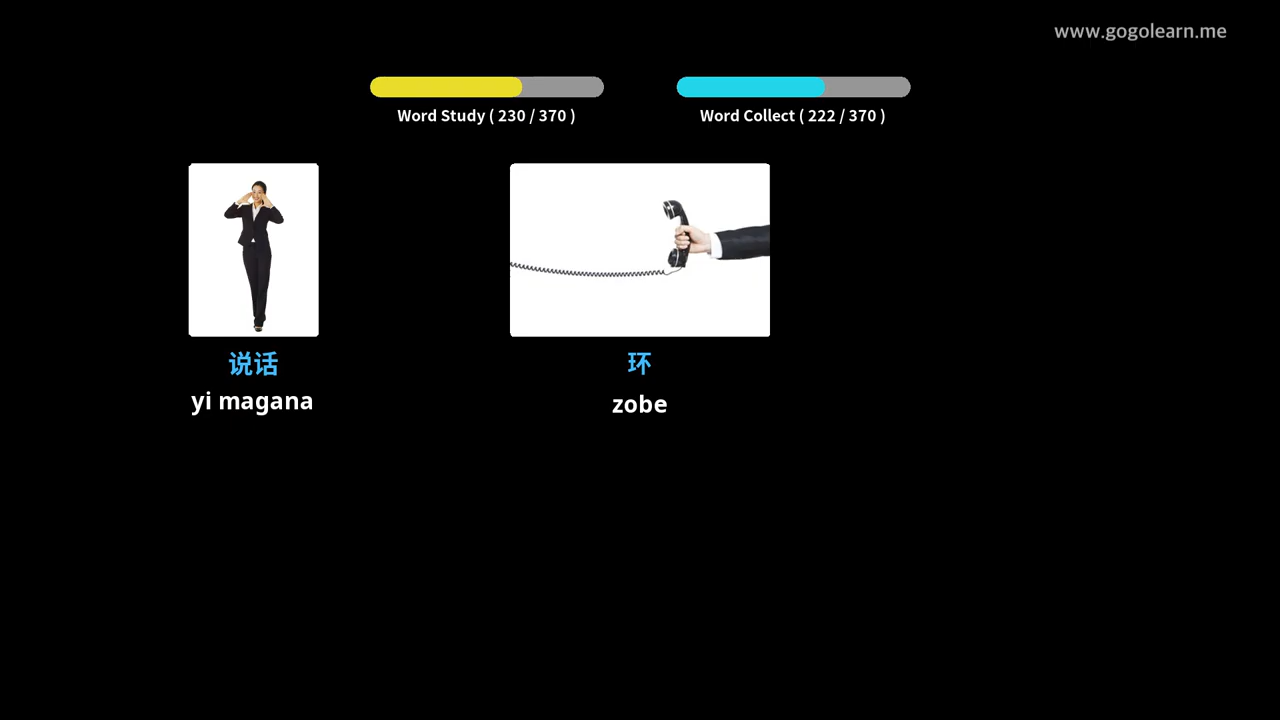 www.gogolearn.me
Word Study ( 230 / 370 )
Word Collect ( 222 / 370 )
说话
yi magana
环
zobe